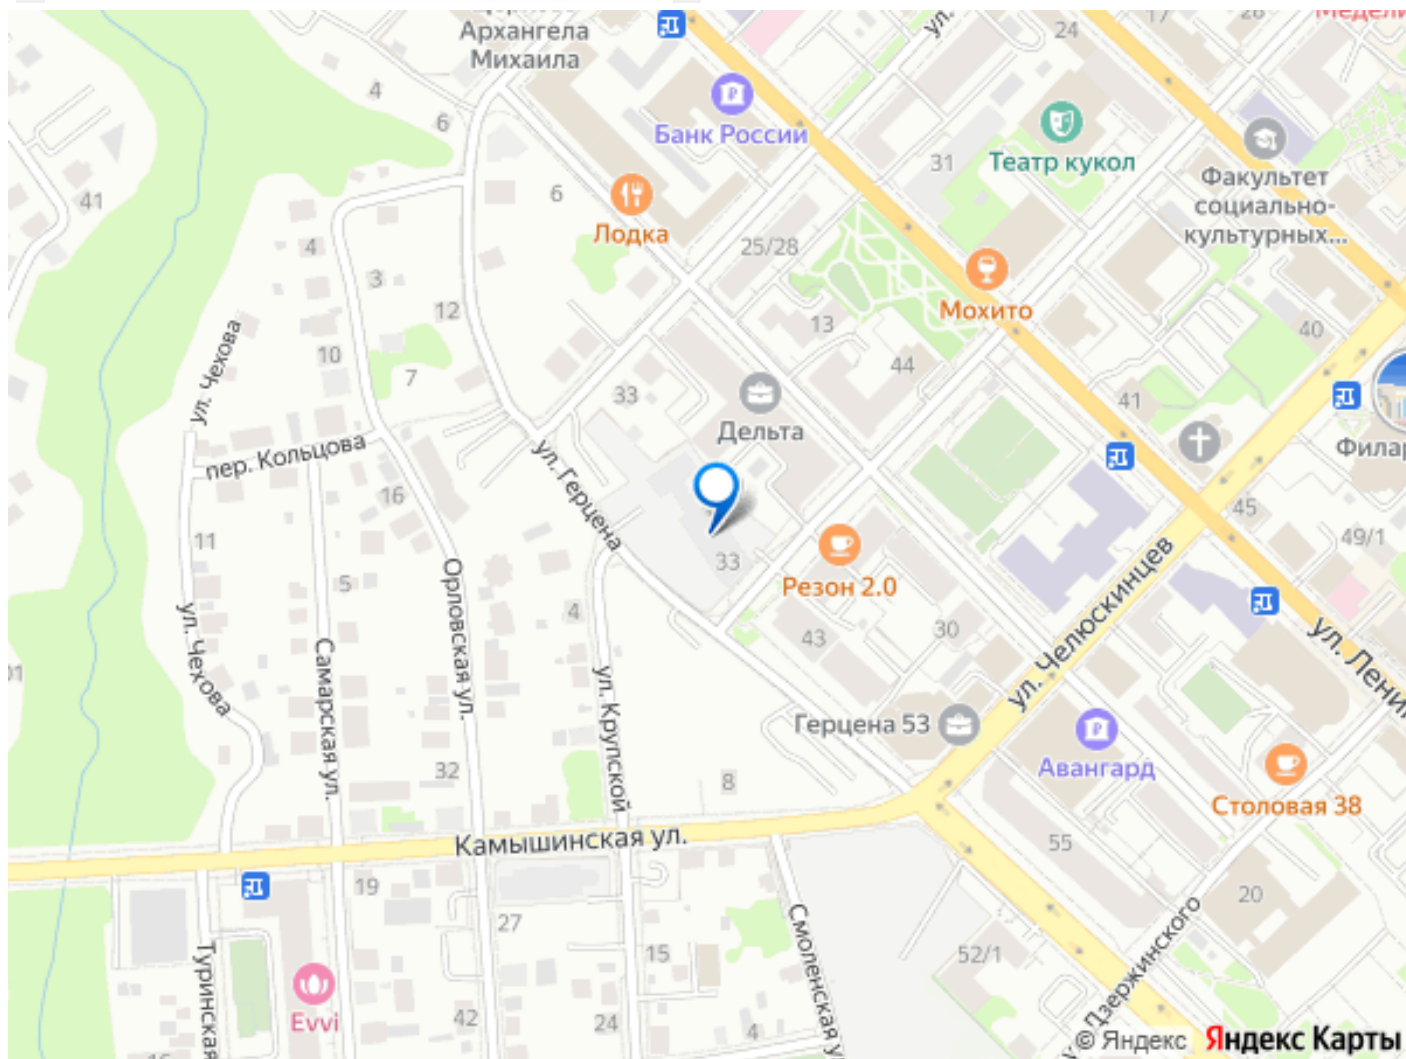 Архангела
Михаила
ул.
24
17
28
4
6
Банк России
Театр кукол
31
Факультет
социально-
культурных...
41
6
Лодка
25/28
4
3
12
Мохито
13
40
ул. Чехова
10
7
44
33
41
Дельта
Филар
пер. Кольцова
ул. Герцена
16
45
49/1
11
5
33
Резон 2.0
4
Орловская ул.
43
30
ул. Челюскинцев
ул. Чехова
Самарская ул.
ул. Крупской
ул. Ленин
Герцена 53
32
8
Авангард
Столовая 38
Камышинская ул.
55
19
20
27
Смоленская у
Дзержинского
15
52/1
Туринская
Evvi
42
24
4
© Яндекс Яндекс Карты